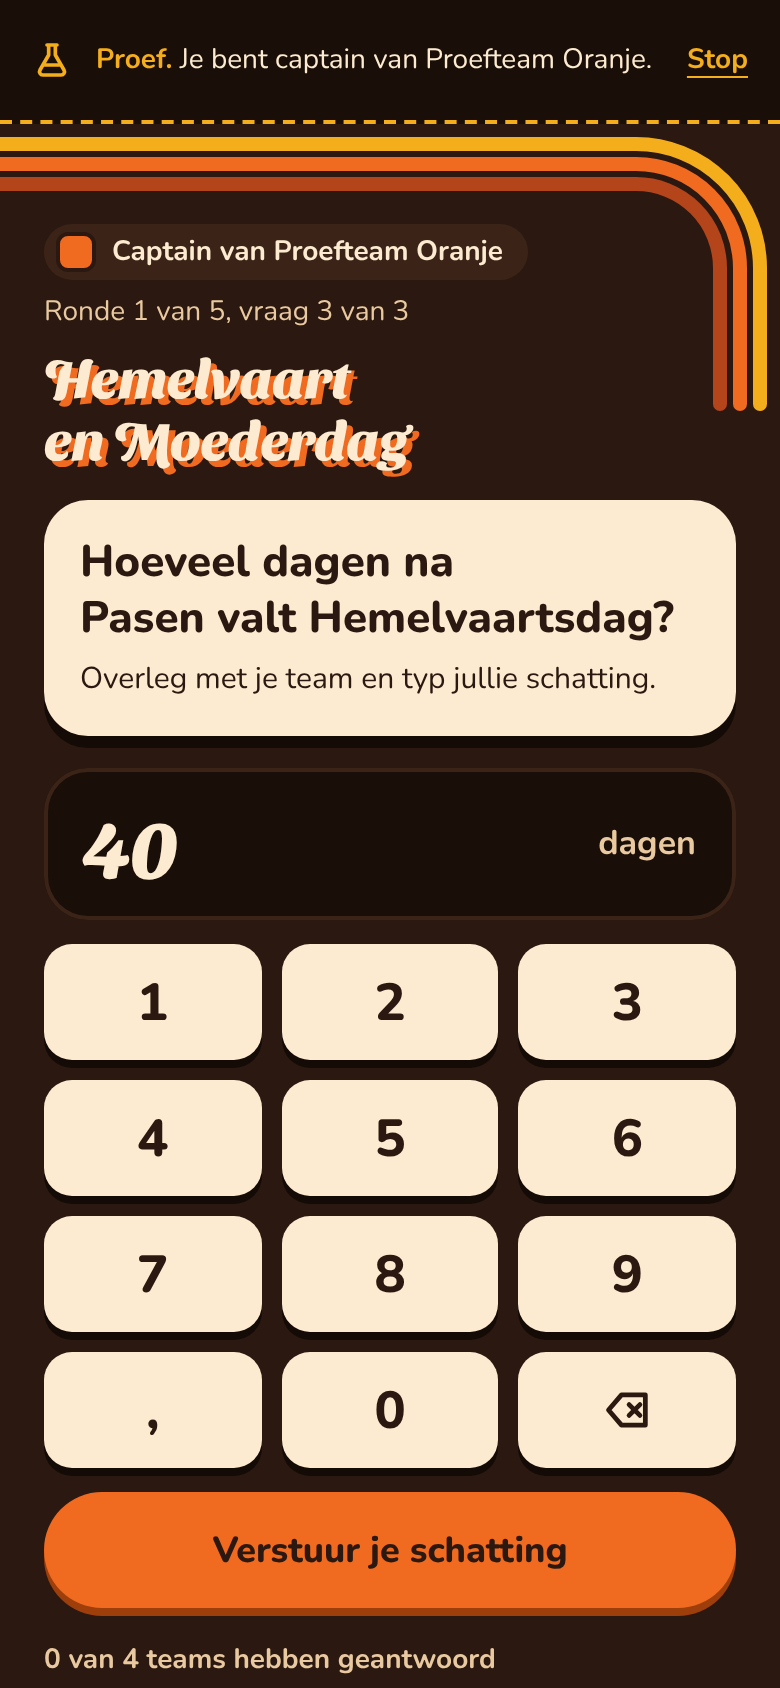 Proef. Je bent captain van Proefteam Oranje. Stop
Captain van Proefteam Oranje
Ronde 1 van 5, vraag 3 van 3
Hemelvaart
en Moederdag
Hoeveel dagen na
Pasen valt Hemelvaartsdag?
Overleg met je team en typ jullie schatting.
40 dagen
1 2 3
4 5 6
7 8 9
, 0
Verstuur je schatting
0 van 4 teams hebben geantwoord